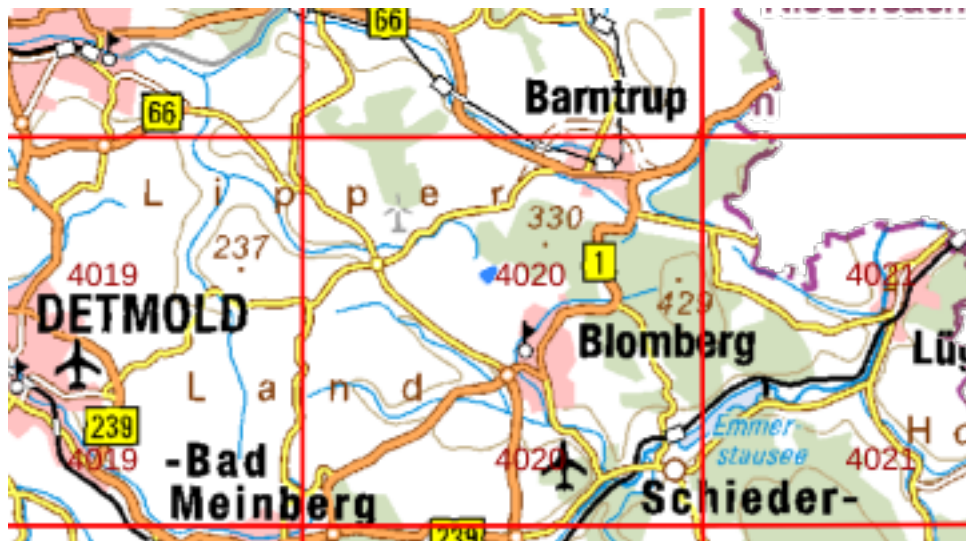 66
Barntrup
66
L i p p e r
330
237
1
4019
4020
4021
429
DETMOLD
Blomberg
Lüg
L a n d
239
Emmer-
stausee
H
4019
-Bad
Meinberg
4020
4021
Schieder-
239